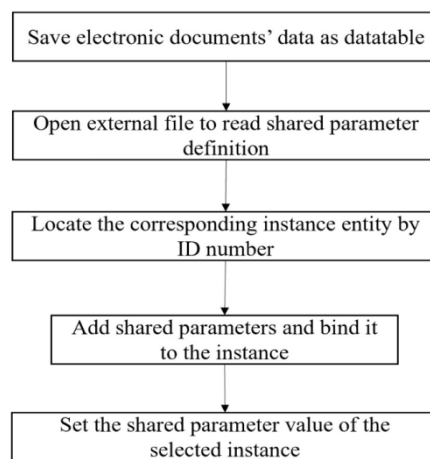 Save electronic documents’ data as datatable
Open external file to read shared parameter
definition
Locate the corresponding instance entity by
ID number
Add shared parameters and bind it
to the instance
Set the shared parameter value of the
selected instance